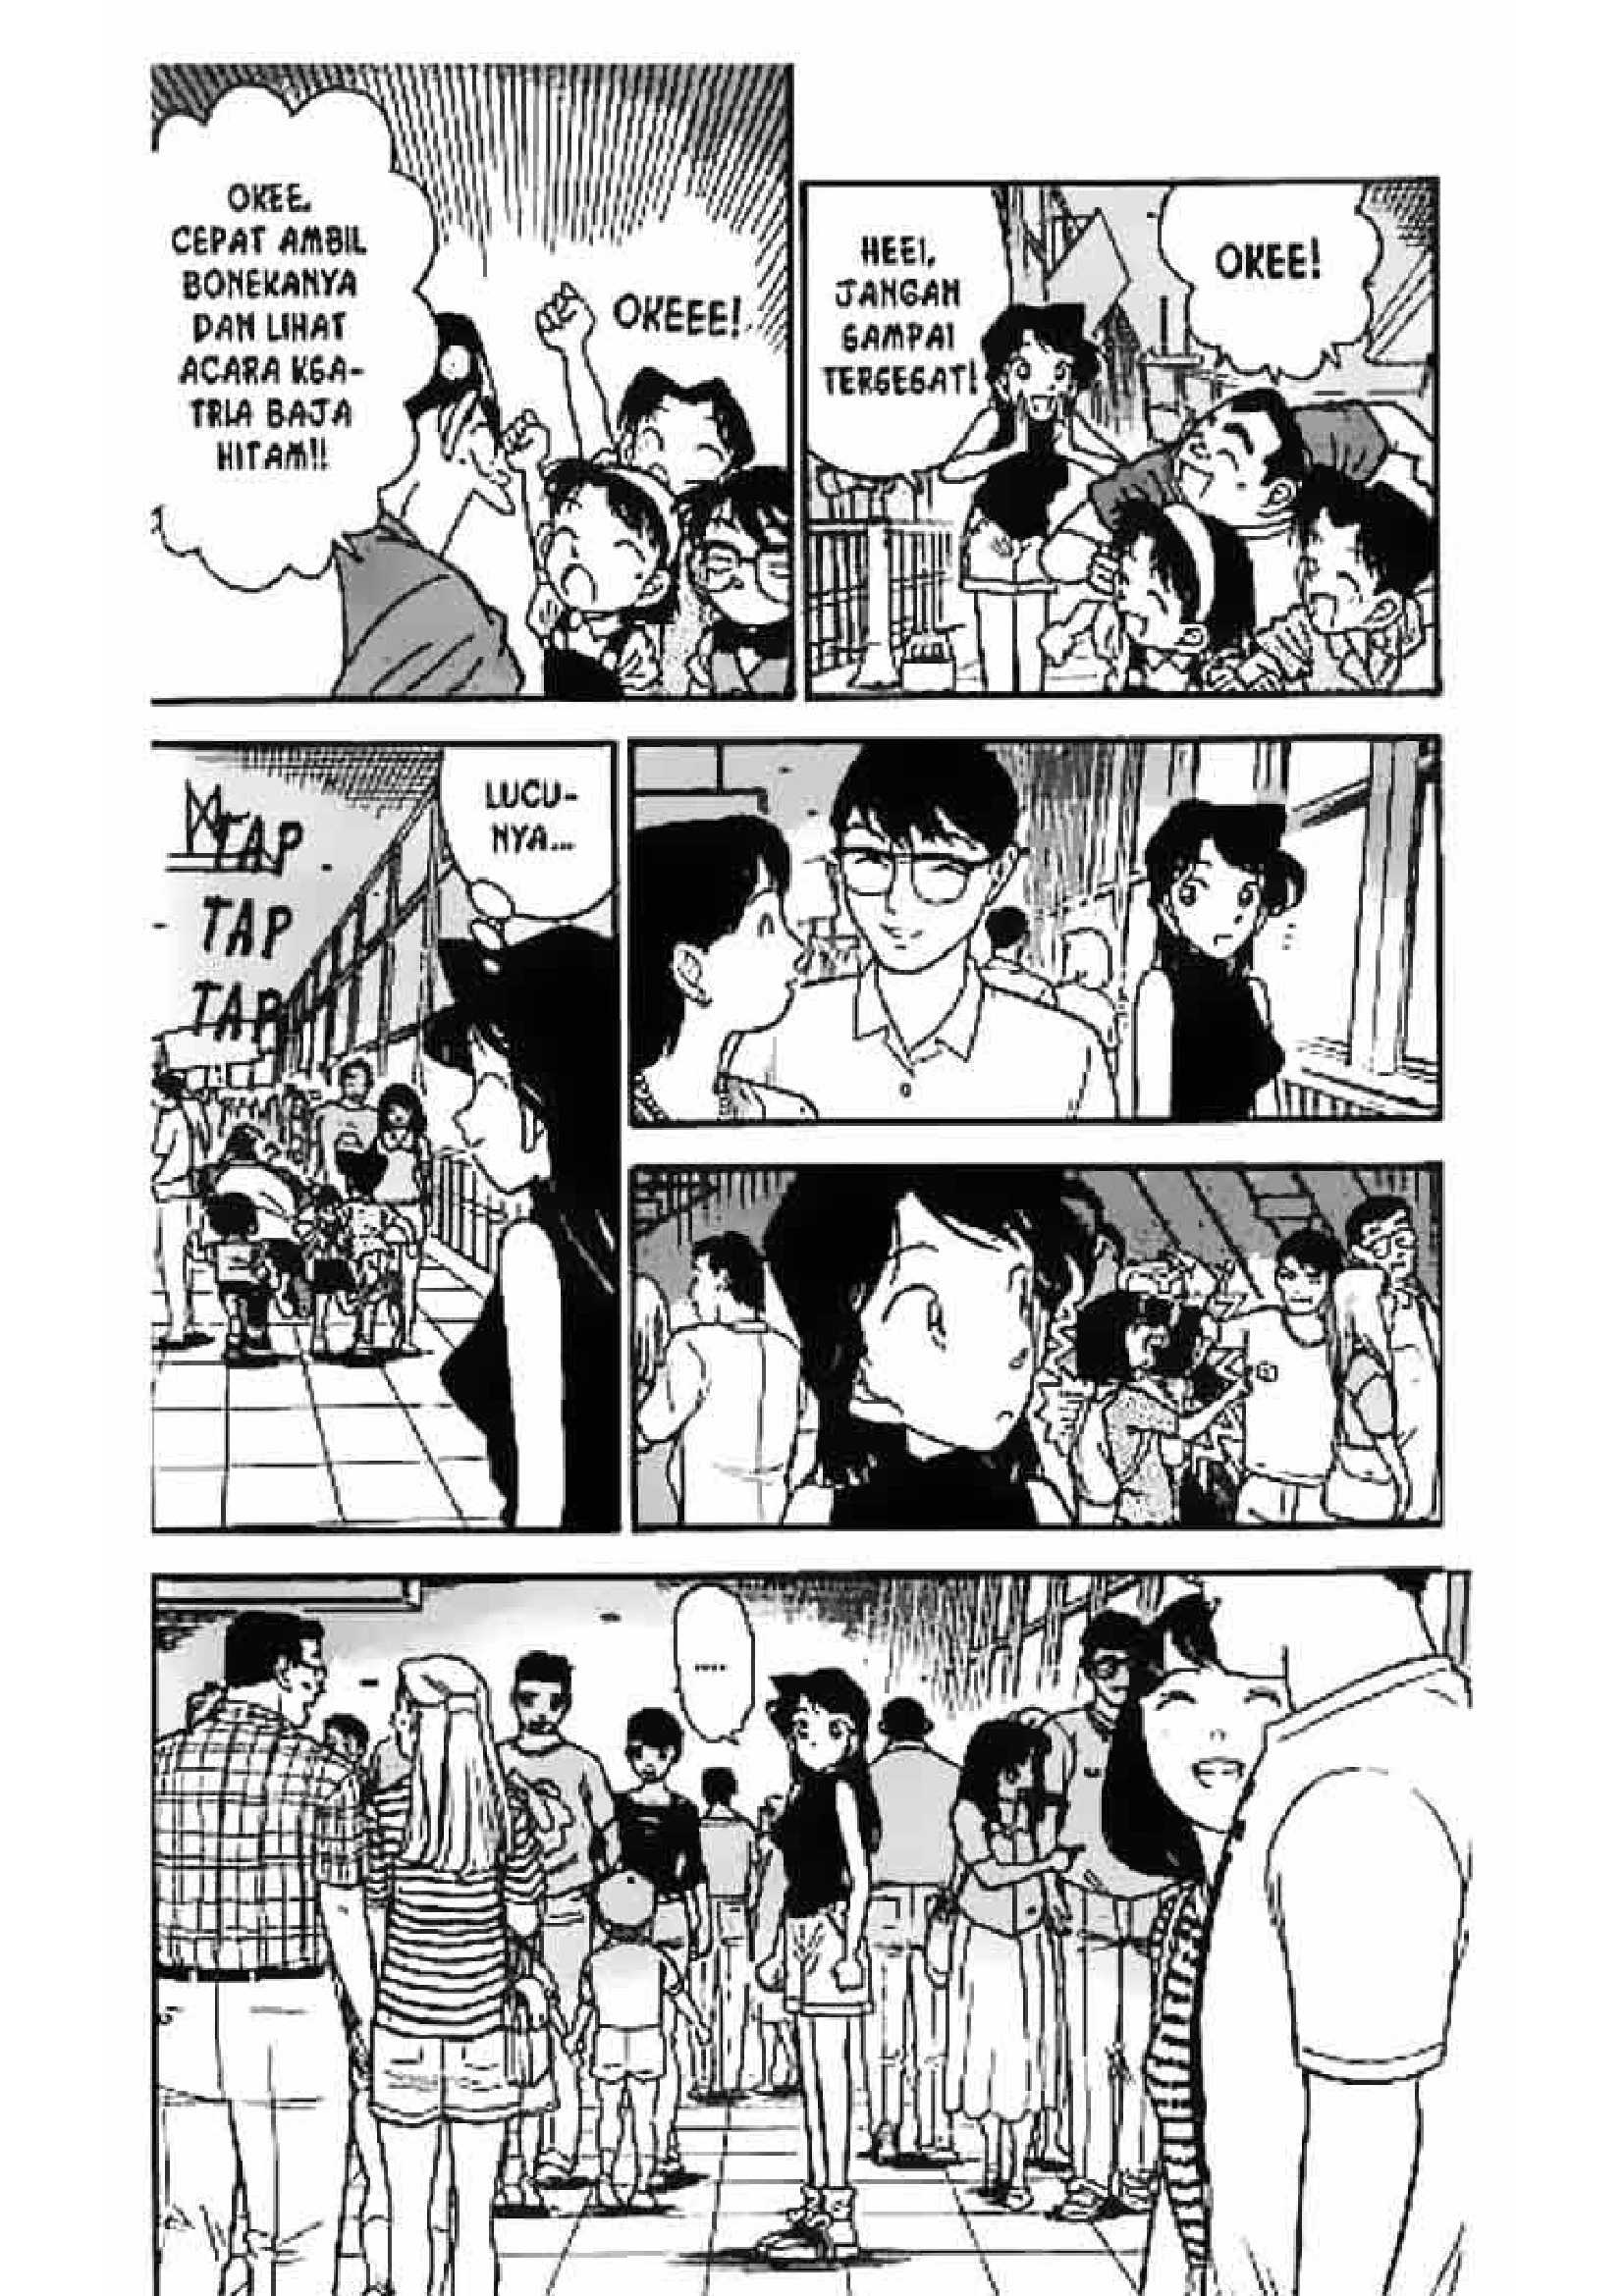 OKEE,
CEPAT AMBIL
BONEKANYA
DAN LIHAT
ACARA KSA-
TRIA BAJA
HITAM!!
OKEEE!
HEEI,
JANGAN
SAMPAI
TERSESAT!
OKEE!
TAP
TAP
TAP
LUCU-
NYA...
....